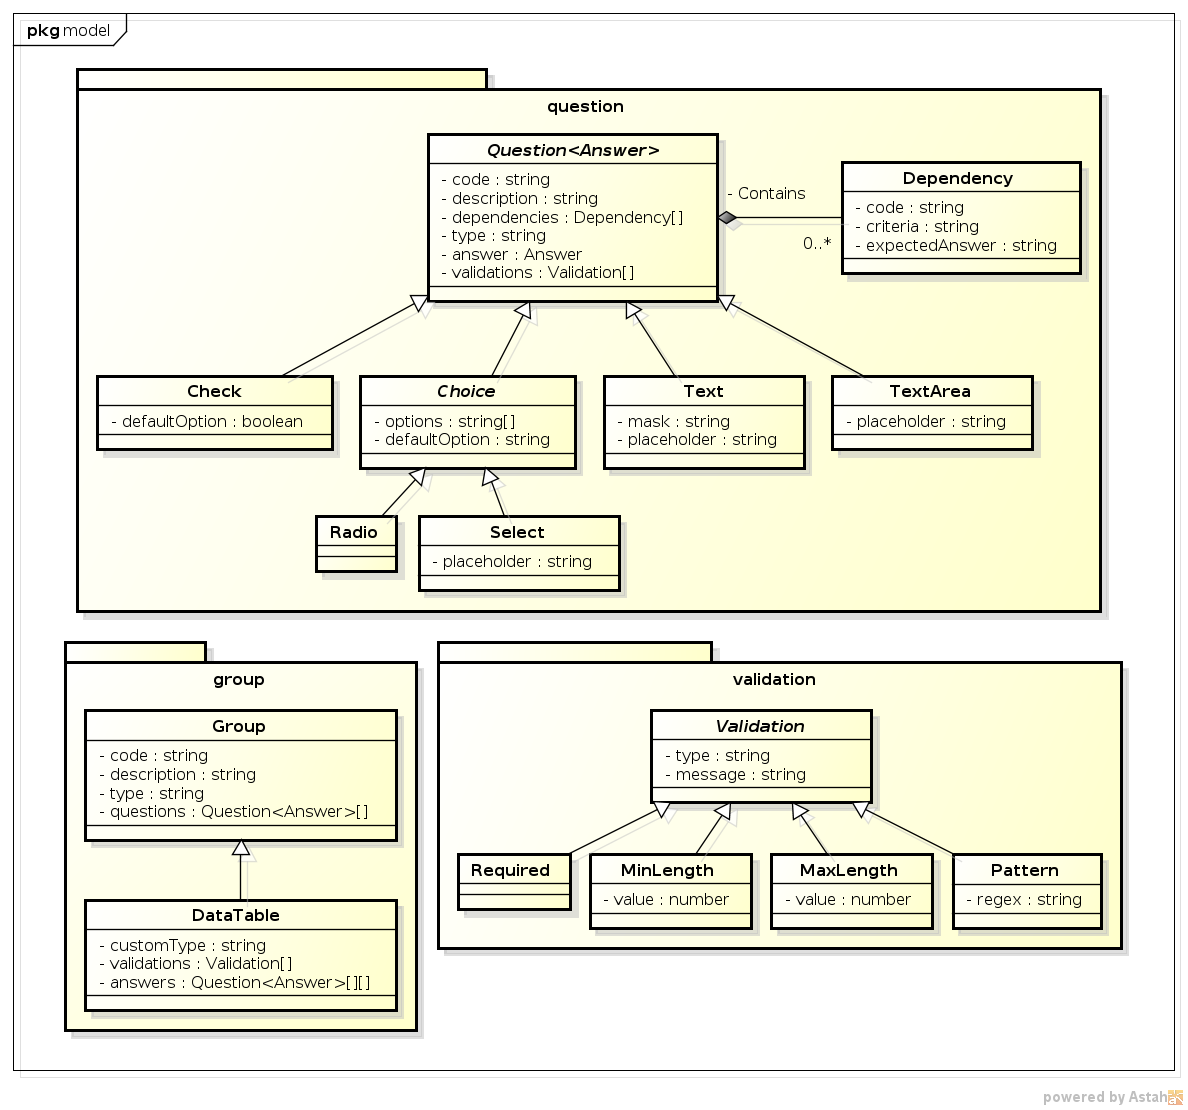 pkg model
question
Question<Answer>
- code : string
- description : string
- dependencies : Dependency[]
- type : string
- answer : Answer
- validations : Validation[]
- Contains
0..*
Dependency
- code : string
- criteria : string
- expectedAnswer : string
Check
- defaultOption : boolean
Choice
- options : string[]
- defaultOption : string
Text
- mask : string
- placeholder : string
TextArea
- placeholder : string
Radio
Select
- placeholder : string
group
Group
- code : string
- description : string
- type : string
- questions : Question<Answer>[]
DataTable
- customType : string
- validations : Validation[]
- answers : Question<Answer>[][]
validation
Validation
- type : string
- message : string
Required
MinLength
- value : number
MaxLength
- value : number
Pattern
- regex : string
powered by Astah